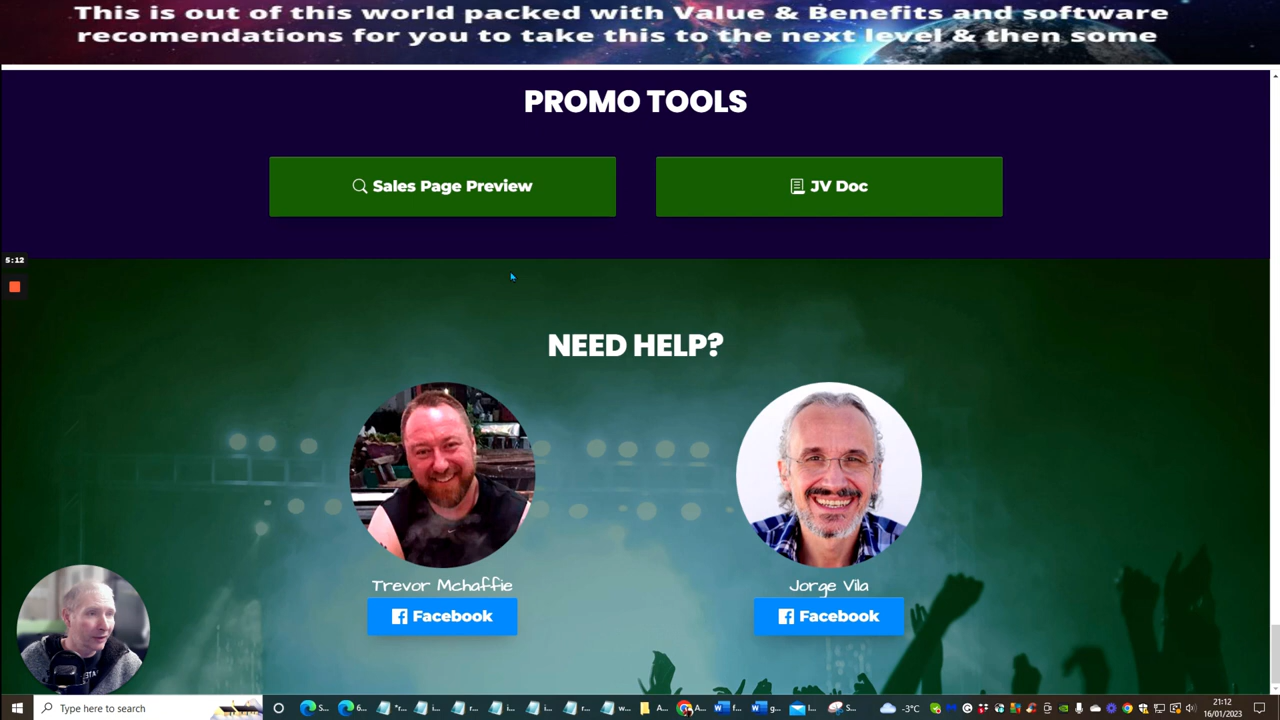 This is out of this world packed with Value & Benefits and software
recomendations for you to take this to the next level & then some
PROMO TOOLS
Sales Page Preview
JV Doc
5:12
NEED HELP?
Trevor Mchaffie
Jorge Vila
Facebook
Facebook
Type here to search
-3°C
21:12
16/01/2023